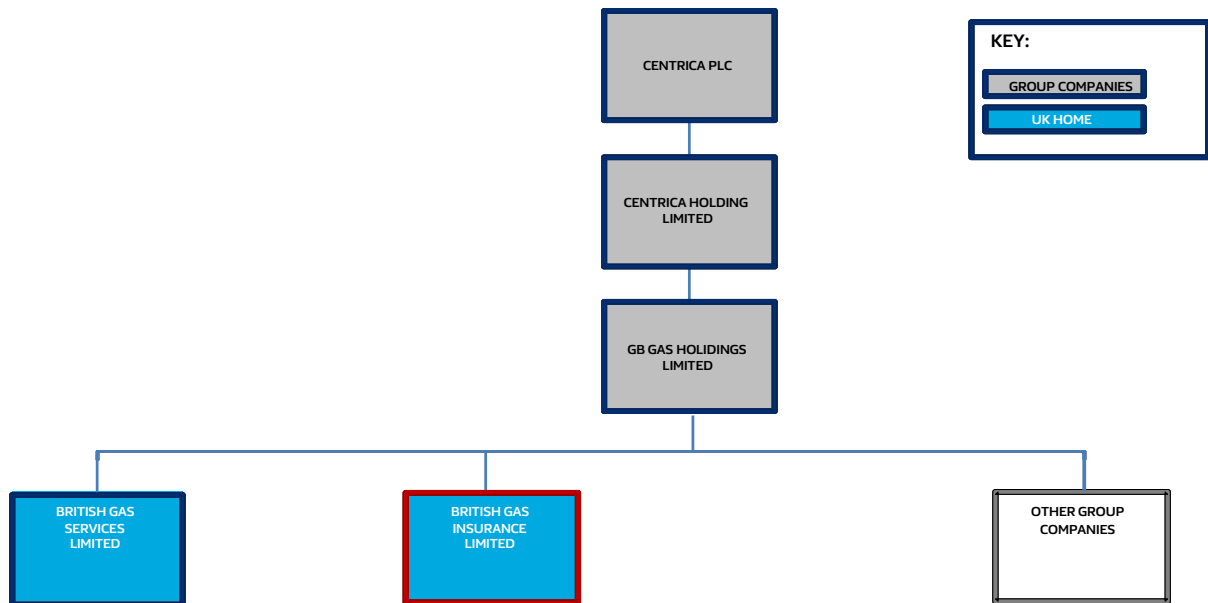 CENTRICA PLC
KEY:
GROUP COMPANIES
UK HOME
CENTRICA HOLDING
LIMITED
GB GAS HOLIDINGS
LIMITED
BRITISH GAS
SERVICES
LIMITED
BRITISH GAS
INSURANCE
LIMITED
OTHER GROUP
COMPANIES